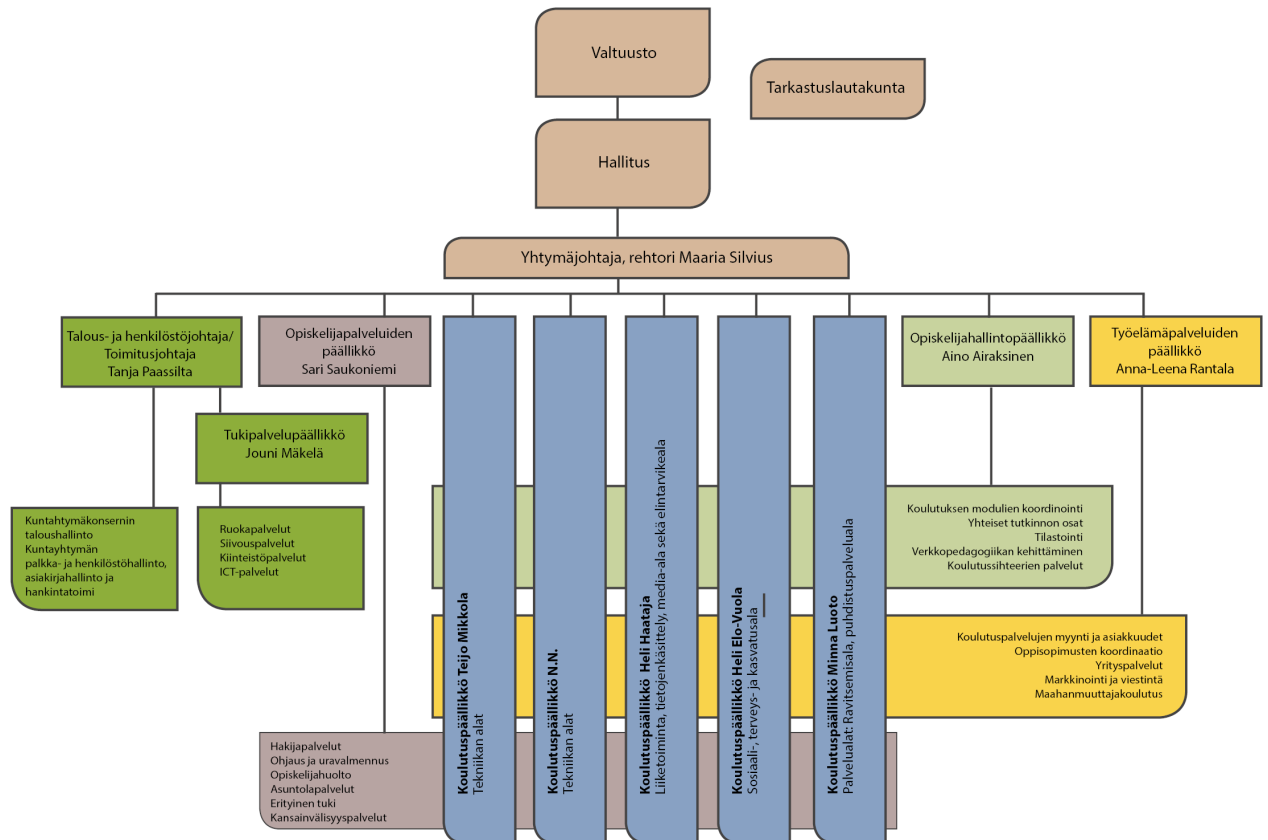 Valtuusto
Tarkastuslautakunta
Hallitus
Yhtymäjohtaja, rehtori Maaria Silvius
Talous- ja henkilöstöjohtaja/
Toimitusjohtaja
Tanja Paassilta
Opiskelijapalveluiden
päällikkö
Sari Saukoniemi
Opiskelijahallintopäällikkö
Aino Airaksinen
Työelämäpalveluiden
päällikkö
Anna-Leena Rantala
Tukipalvelupäällikkö
Jouni Mäkelä
Kuntahtymäkonsernin
taloushallinto
Kuntayhtymän
palkka- ja henkilöstöhallinto,
asiakirjahallinto ja
hankintatoimi
Ruokapalvelut
Siivouspalvelut
Kiinteistöpalvelut
ICT-palvelut
Koulutuspäällikkö Teijo Mikkola
Tekniikan alat
Koulutuspäällikkö N.N.
Tekniikan alat
Koulutuspäällikkö Heli Haataja
Liiketoiminta, tietojenkäsittely, media-ala sekä elintarvikeala
Koulutuspäällikkö Heli Elo-Vuola
Sosiaali-, terveys- ja kasvatusala
Koulutuspäällikkö Minna Luoto
Palvelualat: Ravitsemisala, puhdistuspalveluala
Koulutuksen modulien koordinointi
Yhteiset tutkinnon osat
Tilastointi
Verkkopedagogiikan kehittäminen
Koulutussihteerien palvelut
Koulutuspalvelujen myynti ja asiakkuudet
Oppisopimusten koordinaatio
Yrityspalvelut
Markkinointi ja viestintä
Maahanmuuttajakoulutus
Hakijapalvelut
Ohjaus ja uravalmennus
Opiskelijahuolto
Asuntolapalvelut
Erityinen tuki
Kansainvälisyyspalvelut